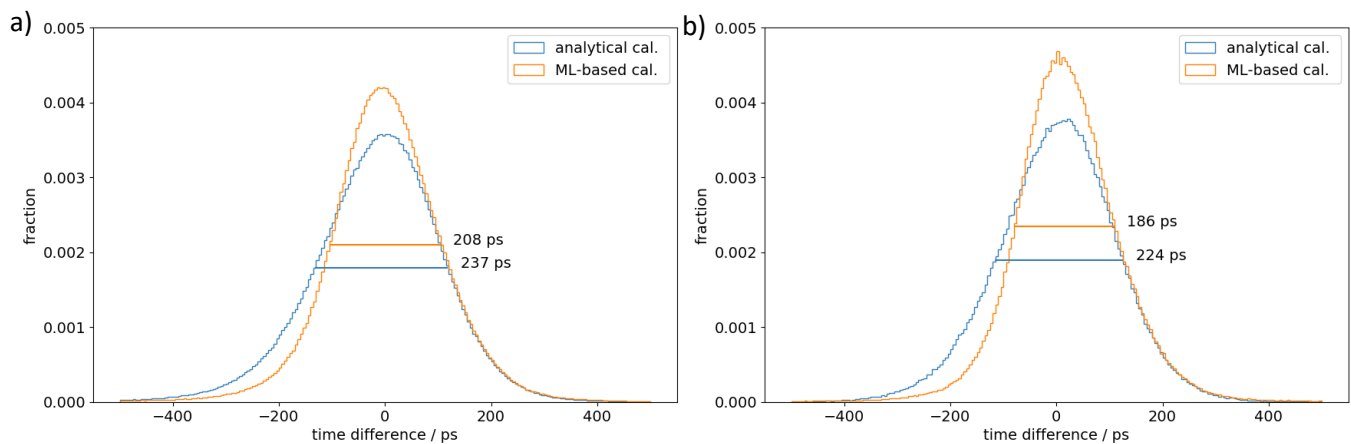 a)
0.005
0.004
0.003
0.002
0.001
0.000
fraction
analytical cal.
ML-based cal.
208 ps
237 ps
−400 −200 0 200 400
time difference / ps
b)
0.005
0.004
0.003
0.002
0.001
0.000
fraction
analytical cal.
ML-based cal.
186 ps
224 ps
−400 −200 0 200 400
time difference / ps